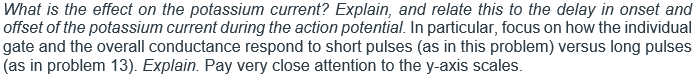 What is the effect on the potassium current? Explain, and relate this to the delay in onset and
offset of the potassium current during the action potential. In particular, focus on how the individual
gate and the overall conductance respond to short pulses (as in this problem) versus long pulses
(as in problem 13). Explain. Pay very close attention to the y-axis scales.